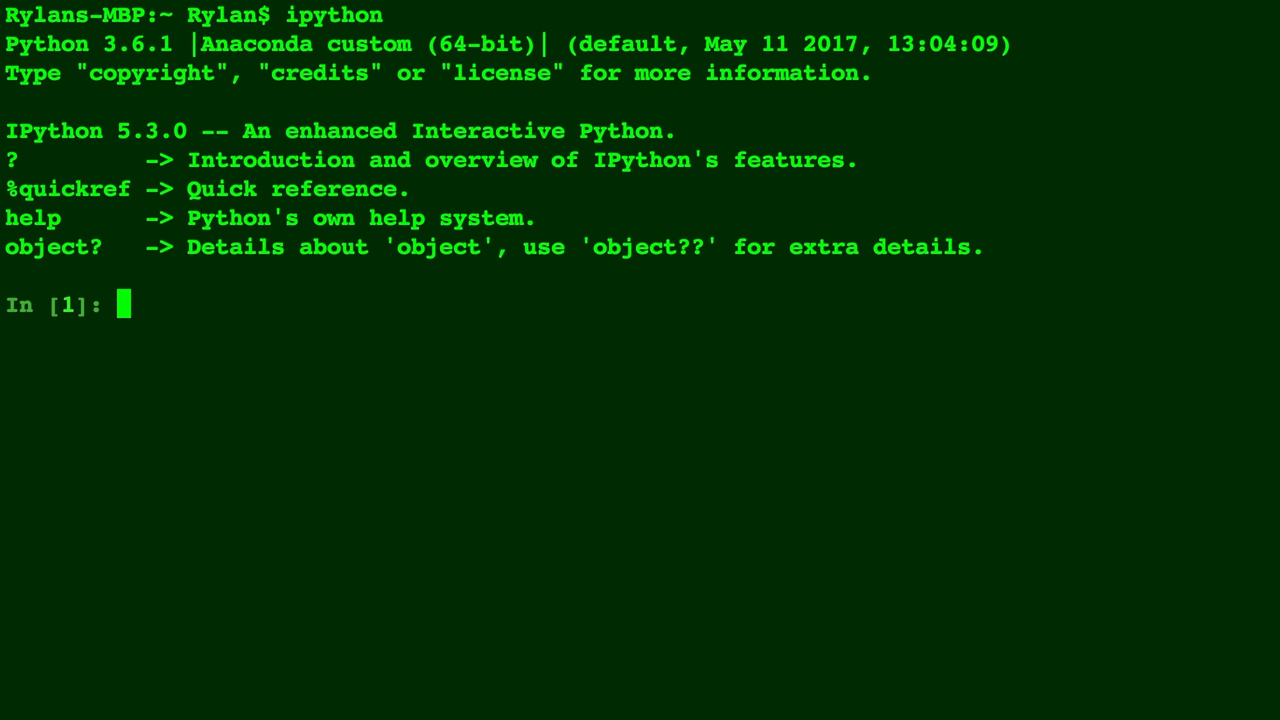 Rylans-MBP:~ Rylan$ ipython
Python 3.6.1 |Anaconda custom (64-bit)| (default, May 11 2017, 13:04:09)
Type "copyright", "credits" or "license" for more information.
IPython 5.3.0 -- An enhanced Interactive Python.
?         -> Introduction and overview of IPython's features.
%quickref -> Quick reference.
help      -> Python's own help system.
object?   -> Details about 'object', use 'object??' for extra details.
In [1]: